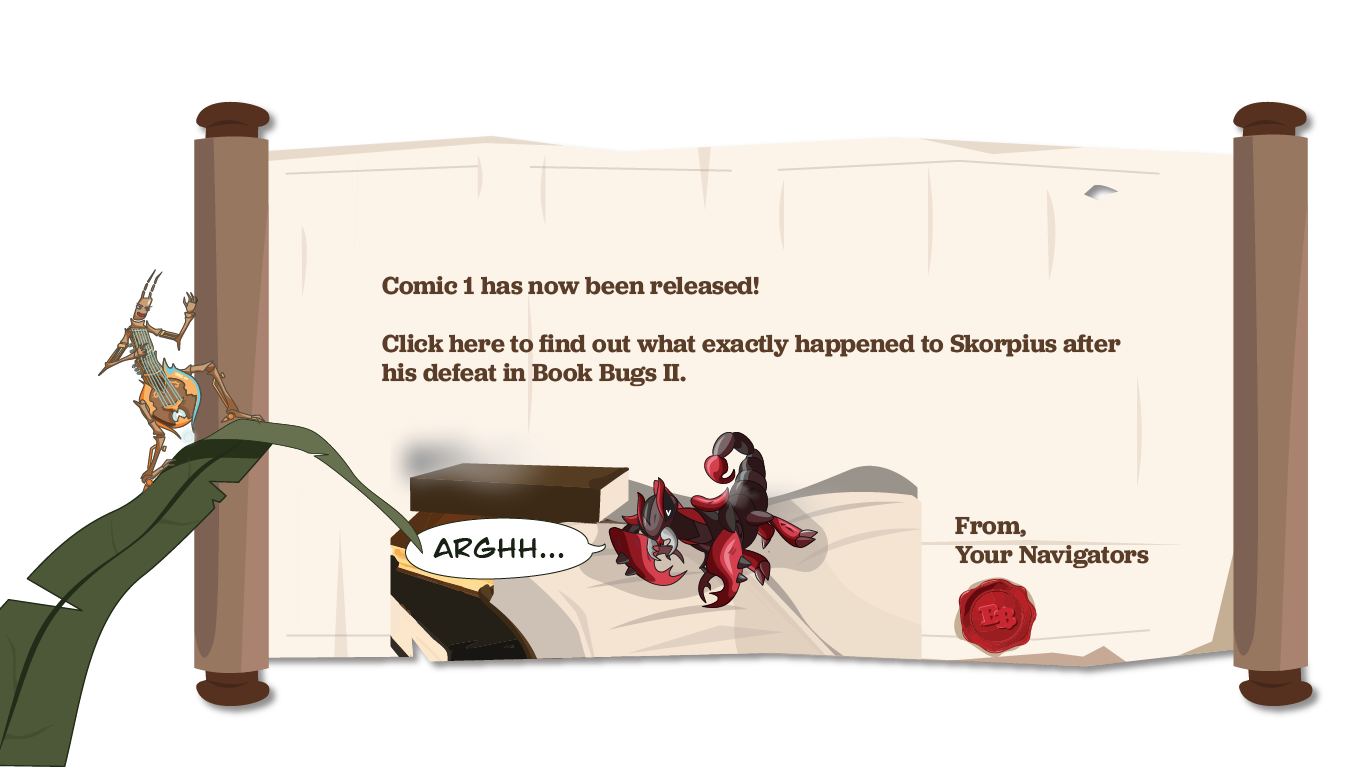 Comic 1 has now been released!
Click here to find out what exactly happened to Skorpius after
his defeat in Book Bugs II.
ARGHH...
From,
Your Navigators
EB